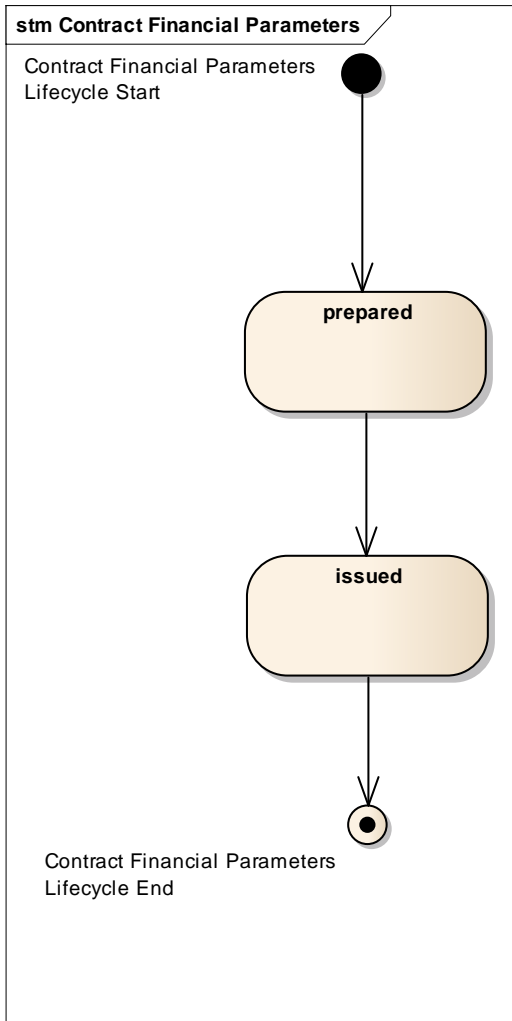 stm Contract Financial Parameters
Contract Financial Parameters
Lifecycle Start
prepared
issued
Contract Financial Parameters
Lifecycle End